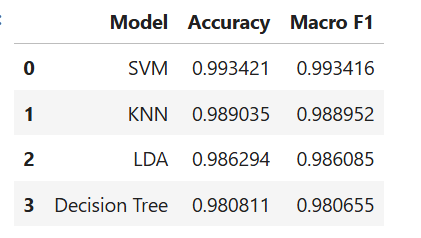 Model Accuracy Macro F1
0 SVM 0.993421 0.993416
1 KNN 0.989035 0.988952
2 LDA 0.986294 0.986085
3 Decision Tree 0.980811 0.980655